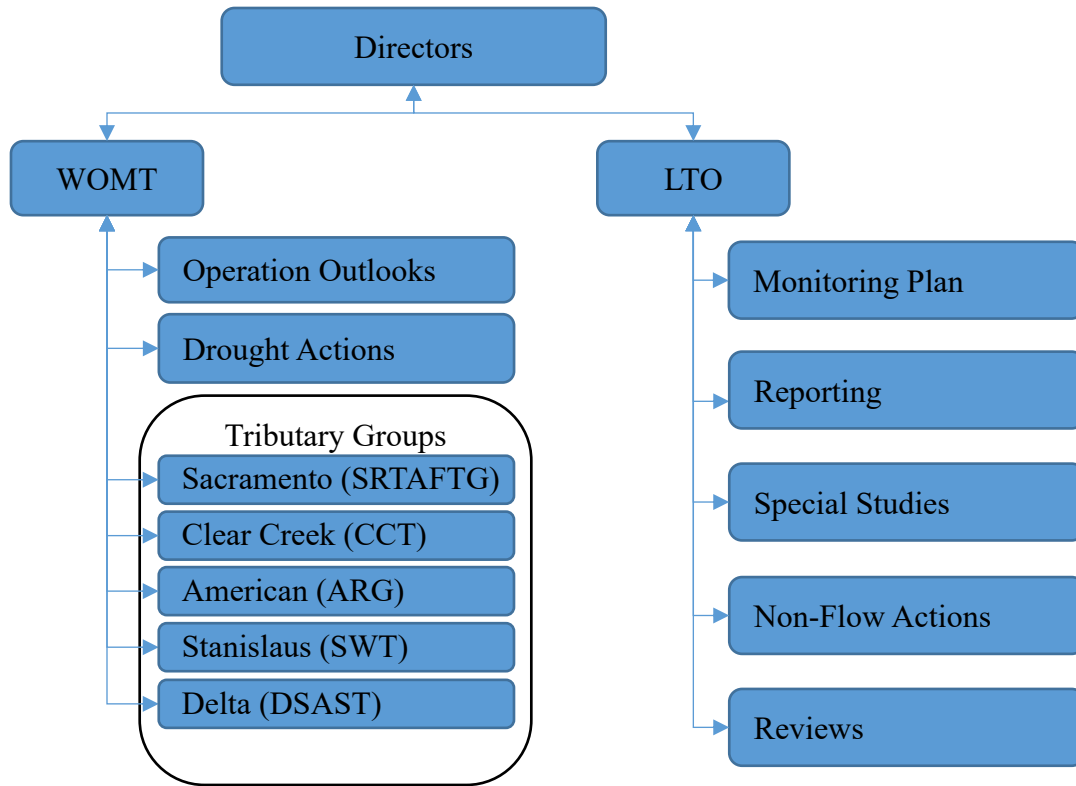 Directors
WOMT
LTO
Operation Outlooks
Drought Actions
Tributary Groups
Sacramento (SRTAFTG)
Clear Creek (CCT)
American (ARG)
Stanislaus (SWT)
Delta (DSAST)
Monitoring Plan
Reporting
Special Studies
Non-Flow Actions
Reviews